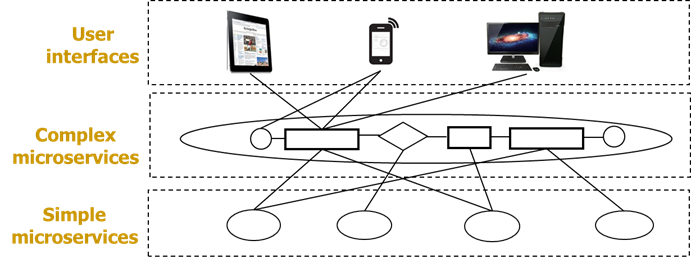 User
interfaces
Complex
microservices
Simple
microservices